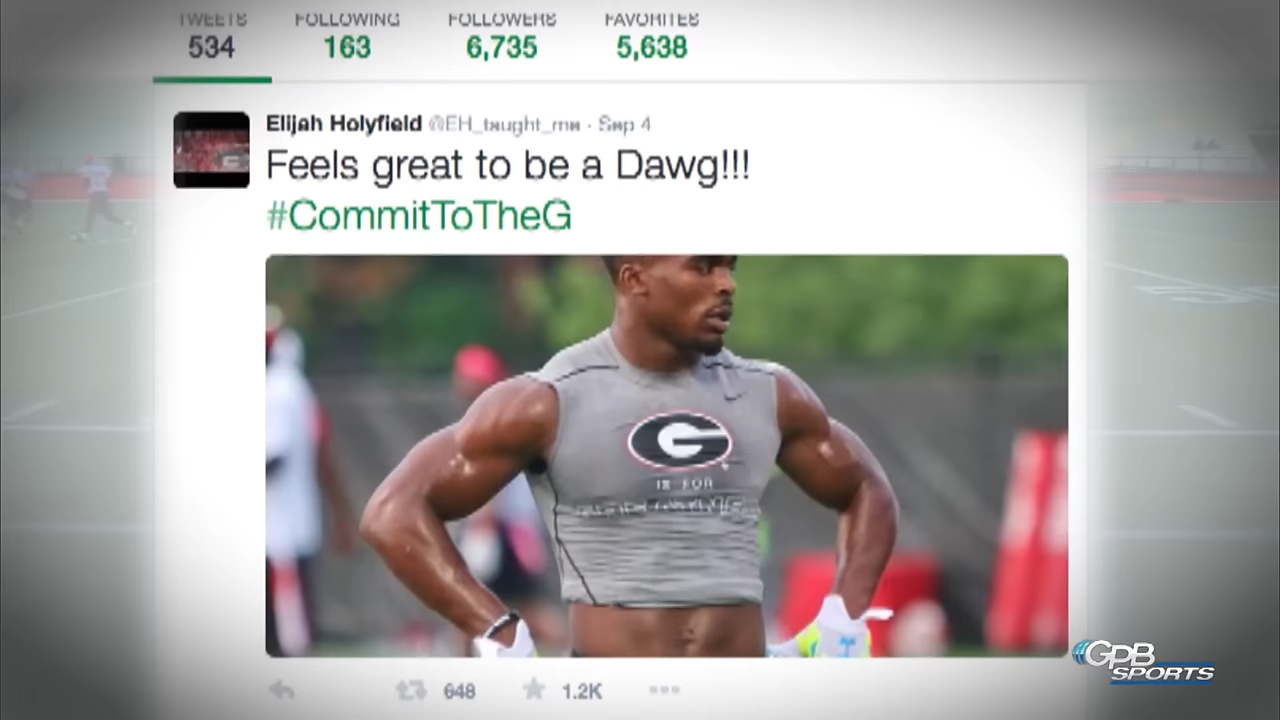 TWEETS FOLLOWING FOLLOWERS FAVORITES
534 163 6,735 5,638
Elijah Holyfield @EH_taught_me · Sep 4
Feels great to be a Dawg!!!
#CommitToTheG
G
IS FOR
648 1.2K
GPB
SPORTS